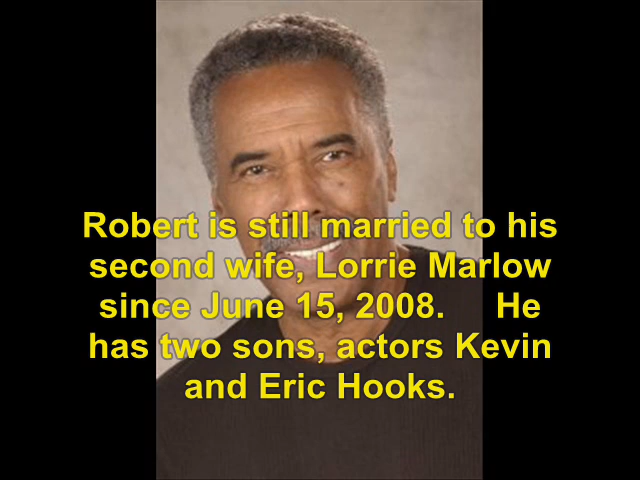 Robert is still married to his
second wife, Lorrie Marlow
since June 15, 2008. He
has two sons, actors Kevin
and Eric Hooks.